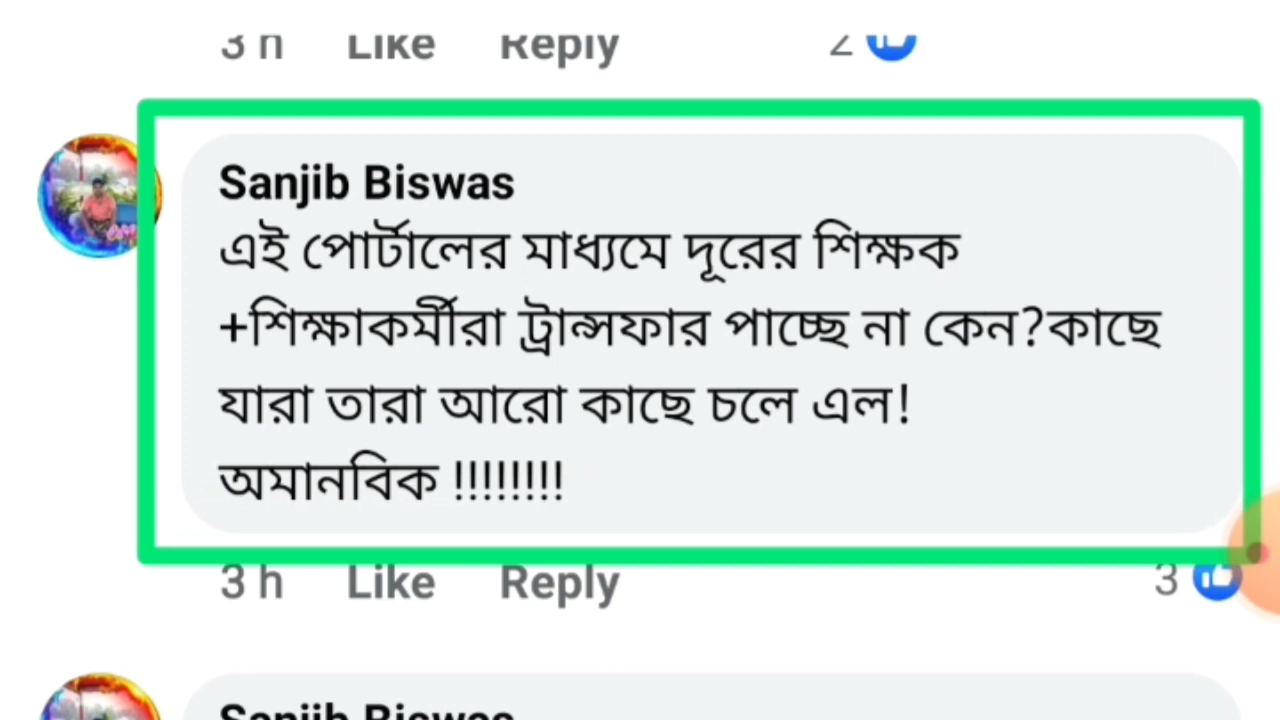 3 h Like Reply 2
Sanjib Biswas
এই পোর্টালের মাধ্যমে দূরের শিক্ষক
+শিক্ষাকর্মীরা ট্রান্সফার পাচ্ছে না কেন?কাছে
যারা তারা আরো কাছে চলে এল!
অমানবিক !!!!!!!!
3 h Like Reply 3
Sanjib Biswas